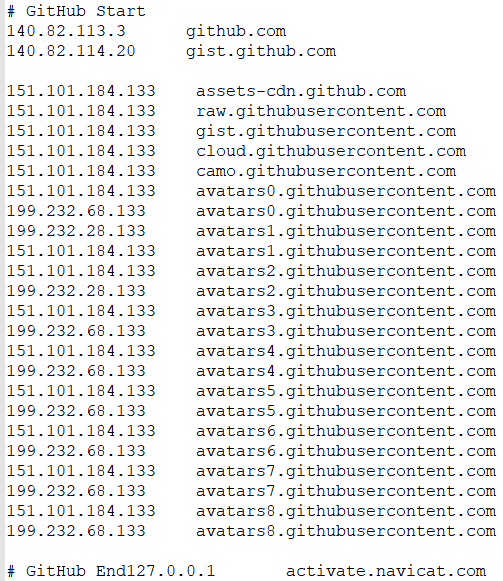 # GitHub Start
140.82.113.3      github.com
140.82.114.20     gist.github.com

151.101.184.133    assets-cdn.github.com
151.101.184.133    raw.githubusercontent.com
151.101.184.133    gist.githubusercontent.com
151.101.184.133    cloud.githubusercontent.com
151.101.184.133    camo.githubusercontent.com
151.101.184.133    avatars0.githubusercontent.com
199.232.68.133     avatars0.githubusercontent.com
199.232.28.133     avatars1.githubusercontent.com
151.101.184.133    avatars1.githubusercontent.com
151.101.184.133    avatars2.githubusercontent.com
199.232.28.133     avatars2.githubusercontent.com
151.101.184.133    avatars3.githubusercontent.com
199.232.68.133     avatars3.githubusercontent.com
151.101.184.133    avatars4.githubusercontent.com
199.232.68.133     avatars4.githubusercontent.com
151.101.184.133    avatars5.githubusercontent.com
199.232.68.133     avatars5.githubusercontent.com
151.101.184.133    avatars6.githubusercontent.com
199.232.68.133     avatars6.githubusercontent.com
151.101.184.133    avatars7.githubusercontent.com
199.232.68.133     avatars7.githubusercontent.com
151.101.184.133    avatars8.githubusercontent.com
199.232.68.133     avatars8.githubusercontent.com

# GitHub End127.0.0.1       activate.navicat.com